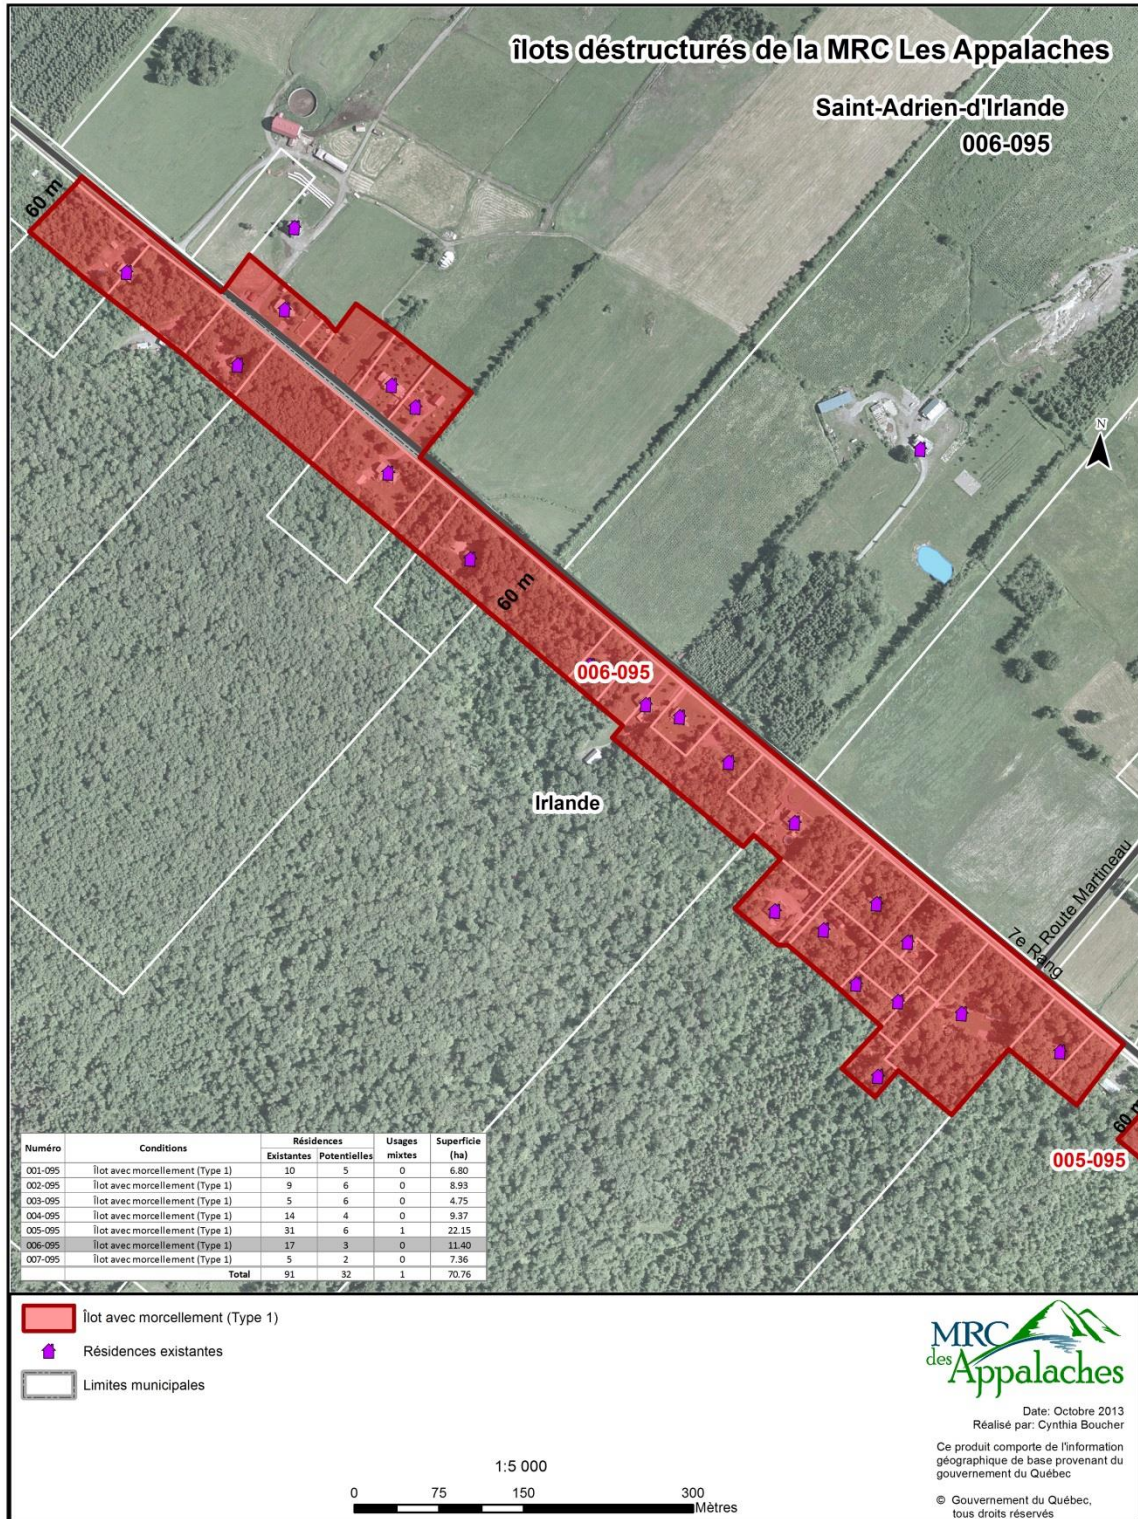 îlots déstructurés de la MRC Les Appalaches
Saint-Adrien-d'Irlande
006-095
60 m
N
60 m
006-095
Irlande
Route Martineau
7e Rang
60 m
005-095
Numéro Conditions Résidences Usages mixtes Superficie (ha)
Existantes Potentielles
001-095 Îlot avec morcellement (Type 1) 10 5 0 6.80
002-095 Îlot avec morcellement (Type 1) 9 6 0 8.93
003-095 Îlot avec morcellement (Type 1) 5 6 0 4.75
004-095 Îlot avec morcellement (Type 1) 14 4 0 9.37
005-095 Îlot avec morcellement (Type 1) 31 6 1 22.15
006-095 Îlot avec morcellement (Type 1) 17 3 0 11.40
007-095 Îlot avec morcellement (Type 1) 5 2 0 7.36
Total 91 32 1 70.76
Îlot avec morcellement (Type 1)
Résidences existantes
Limites municipales
MRC
des Appalaches
Date: Octobre 2013
Réalisé par: Cynthia Boucher
Ce produit comporte de l'information
géographique de base provenant du
gouvernement du Québec
© Gouvernement du Québec,
tous droits réservés
1:5 000
0 75 150 300
Mètres